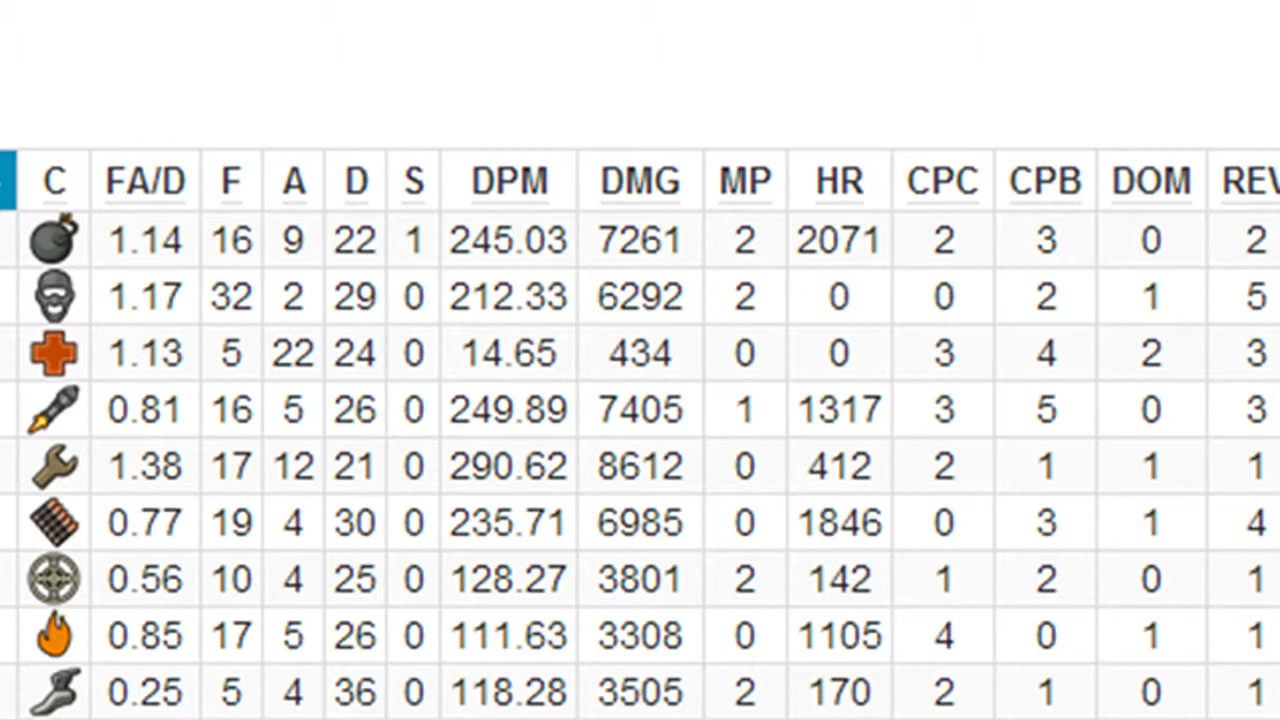 C FA/D F A D S DPM DMG MP HR CPC CPB DOM REV
1.14 16 9 22 1 245.03 7261 2 2071 2 3 0 2
1.17 32 2 29 0 212.33 6292 2 0 0 2 1 5
1.13 5 22 24 0 14.65 434 0 0 3 4 2 3
0.81 16 5 26 0 249.89 7405 1 1317 3 5 0 3
1.38 17 12 21 0 290.62 8612 0 412 2 1 1 1
0.77 19 4 30 0 235.71 6985 0 1846 0 3 1 4
0.56 10 4 25 0 128.27 3801 2 142 1 2 0 1
0.85 17 5 26 0 111.63 3308 0 1105 4 0 1 1
0.25 5 4 36 0 118.28 3505 2 170 2 1 0 1